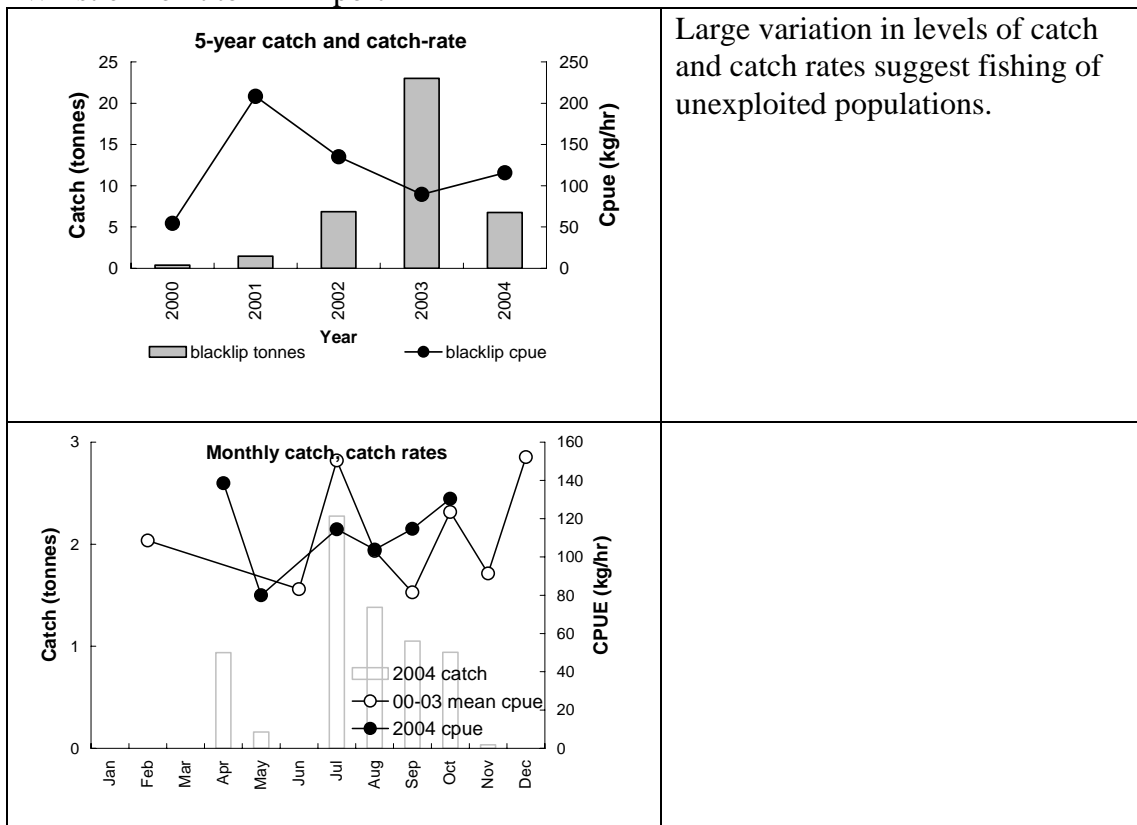 5-year catch and catch-rate
25
20
15
10
5
0
Catch (tonnes)
250
200
150
100
50
0
Cpue (kg/hr)
2000
2001
2002
2003
2004
Year
blacklip tonnes
blacklip cpue
Large variation in levels of catch
and catch rates suggest fishing of
unexploited populations.
Monthly catch, catch rates
3
2
1
0
Catch (tonnes)
160
140
120
100
80
60
40
20
0
CPUE (kg/hr)
2004 catch
00-03 mean cpue
2004 cpue
Jan
Feb
Mar
Apr
May
Jun
Jul
Aug
Sep
Oct
Nov
Dec